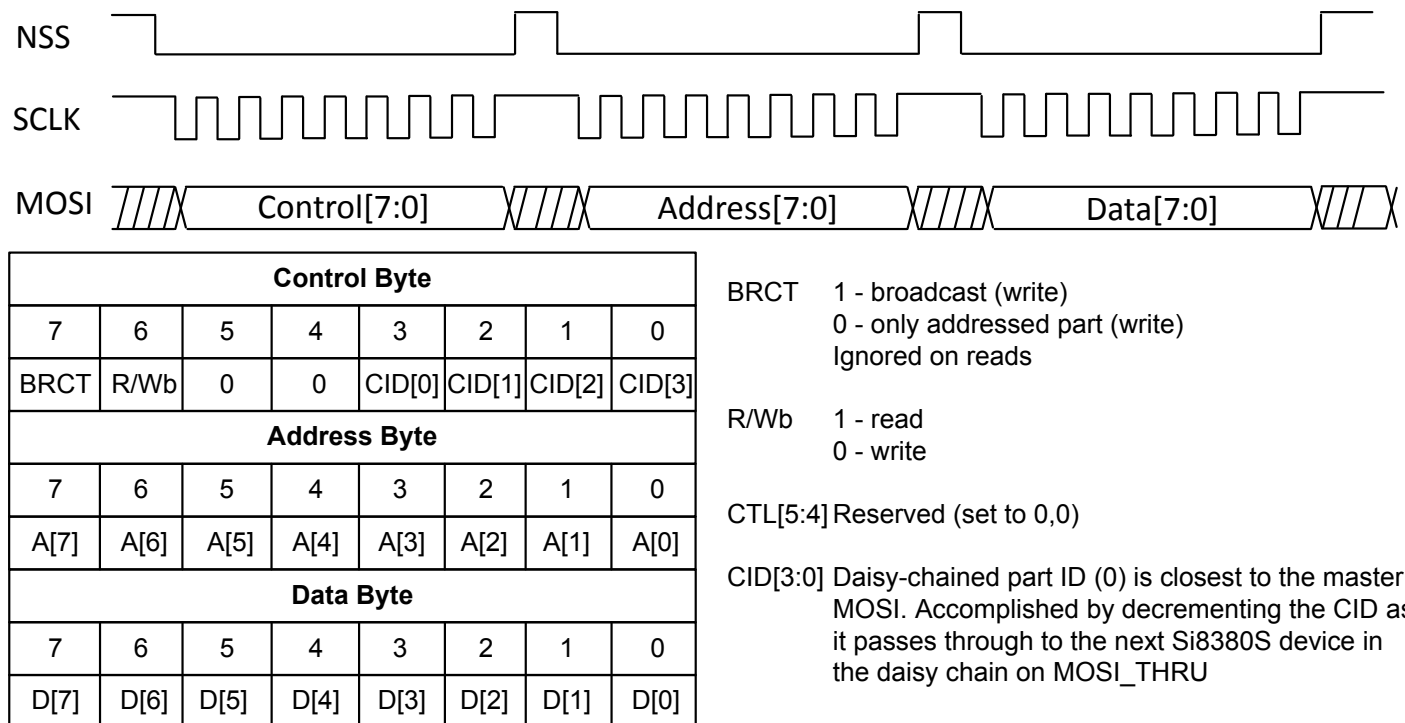 NSS
SCLK
MOSI Control[7:0] Address[7:0] Data[7:0]
Control Byte
7 6 5 4 3 2 1 0
BRCT R/Wb 0 0 CID[0] CID[1] CID[2] CID[3]
Address Byte
7 6 5 4 3 2 1 0
A[7] A[6] A[5] A[4] A[3] A[2] A[1] A[0]
Data Byte
7 6 5 4 3 2 1 0
D[7] D[6] D[5] D[4] D[3] D[2] D[1] D[0]
BRCT 1 - broadcast (write)
0 - only addressed part (write)
Ignored on reads
R/Wb 1 - read
0 - write
CTL[5:4] Reserved (set to 0,0)
CID[3:0] Daisy-chained part ID (0) is closest to the master
MOSI. Accomplished by decrementing the CID as
it passes through to the next Si8380S device in
the daisy chain on MOSI_THRU